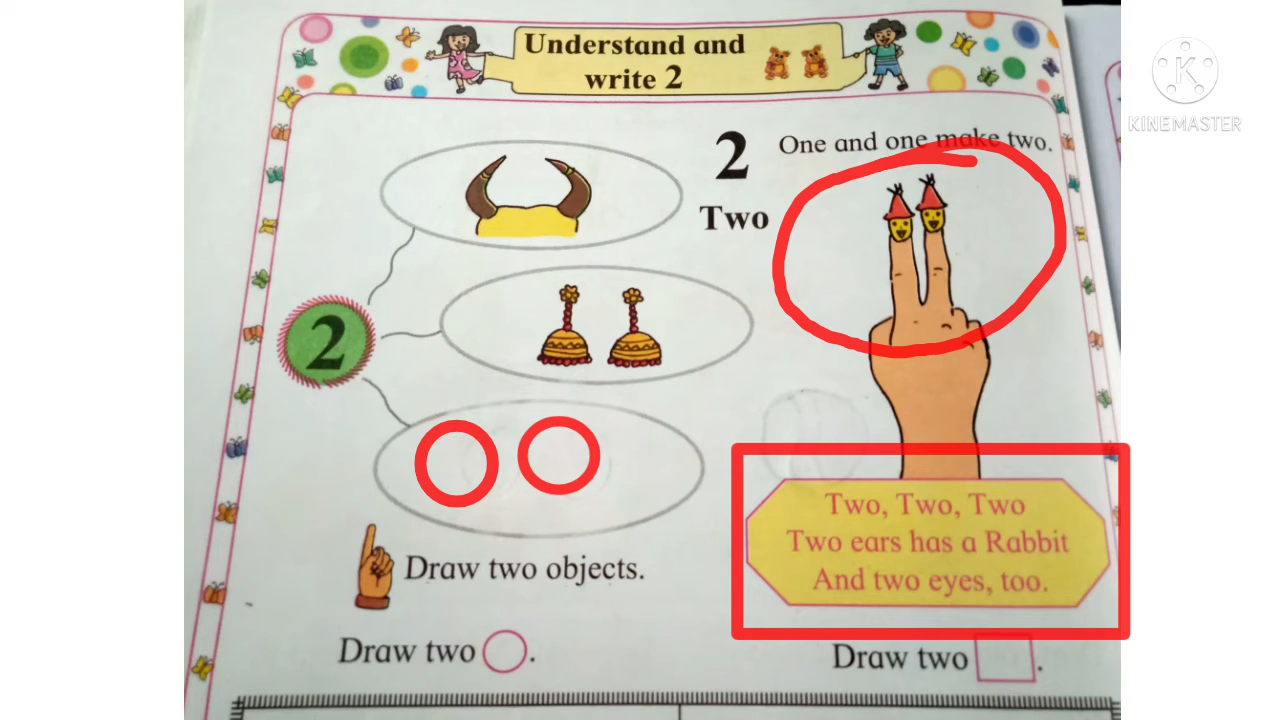 Understand and
write 2
2
One and one make two.
Two
2
Two, Two, Two
Two ears has a Rabbit
And two eyes, too.
Draw two objects.
Draw two
.
Draw two
.
K
KINEMASTER